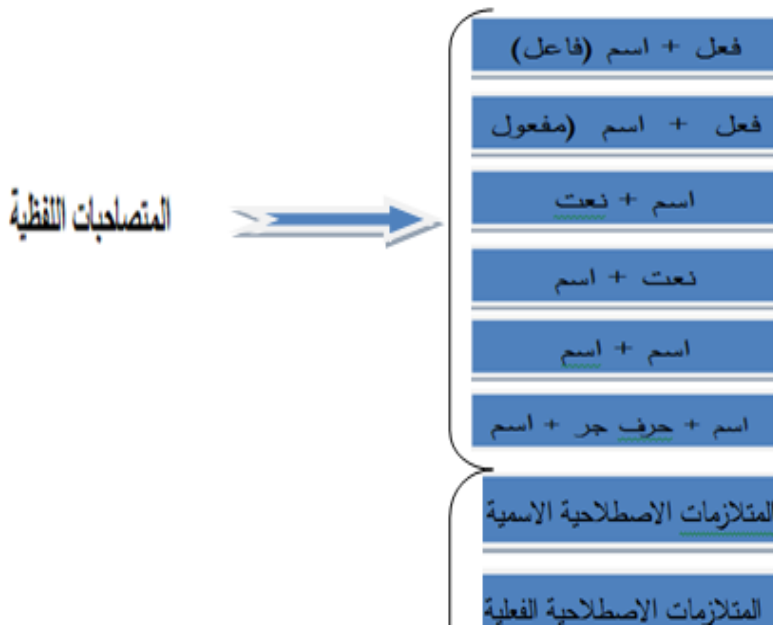 فعل + اسم (فاعل)
فعل + اسم (مفعول
المتصاحبات اللفظية
اسم + نعت
نعت + اسم
اسم + اسم
اسم + حرف جر + اسم
المتلازمات الاصطلاحية الاسمية
المتلازمات الاصطلاحية الفعلية